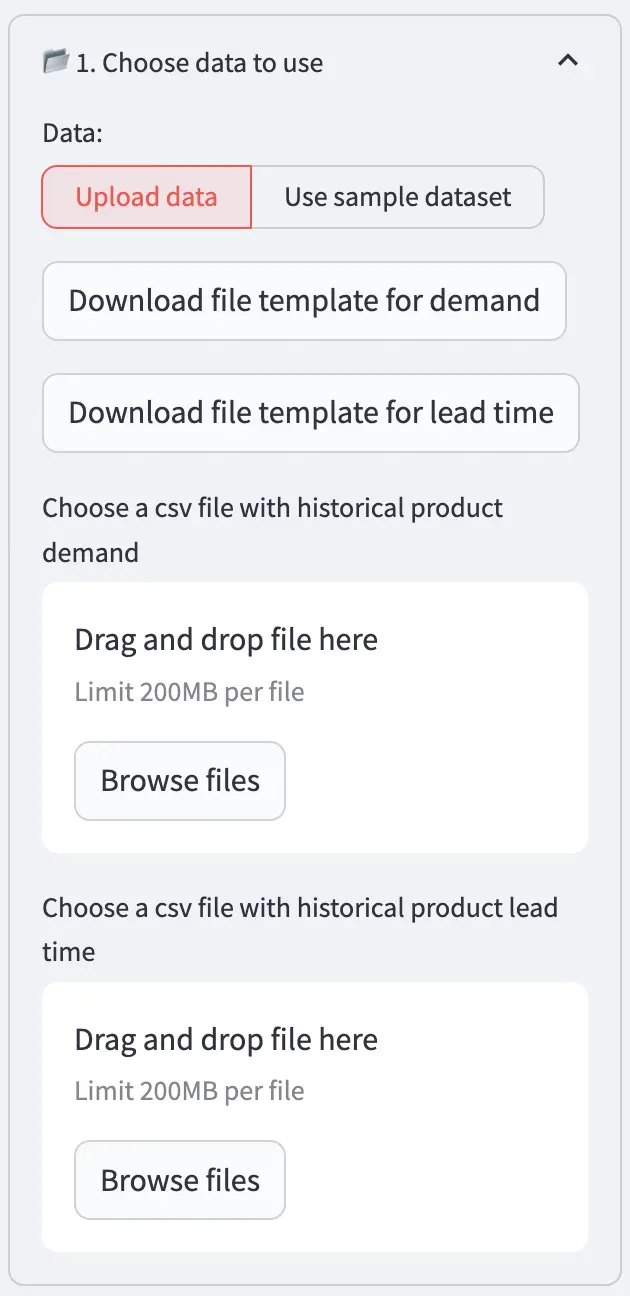 1. Choose data to use
Data:
Upload data
Use sample dataset
Download file template for demand
Download file template for lead time
Choose a csv file with historical product
demand
Drag and drop file here
Limit 200MB per file
Browse files
Choose a csv file with historical product lead
time
Drag and drop file here
Limit 200MB per file
Browse files